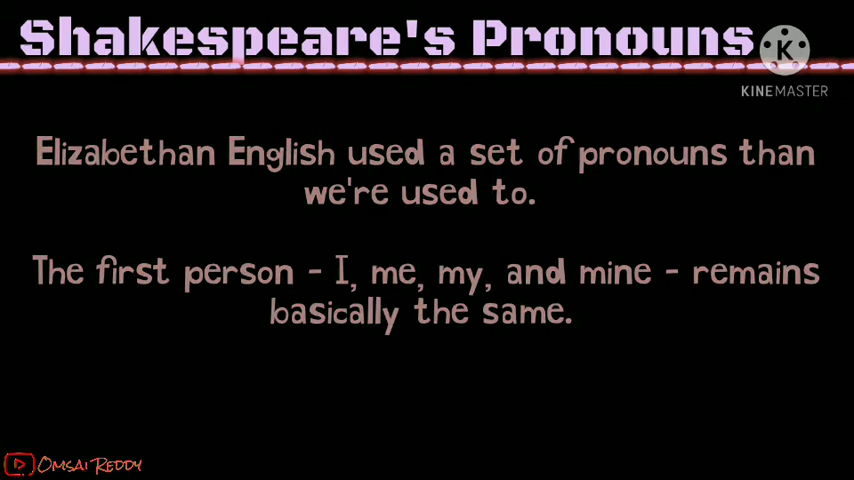 Shakespeare's Pronouns
K
KINEMASTER
Elizabethan English used a set of pronouns than
we're used to.
The first person - I, me, my, and mine - remains
basically the same.
Omsai Reddy